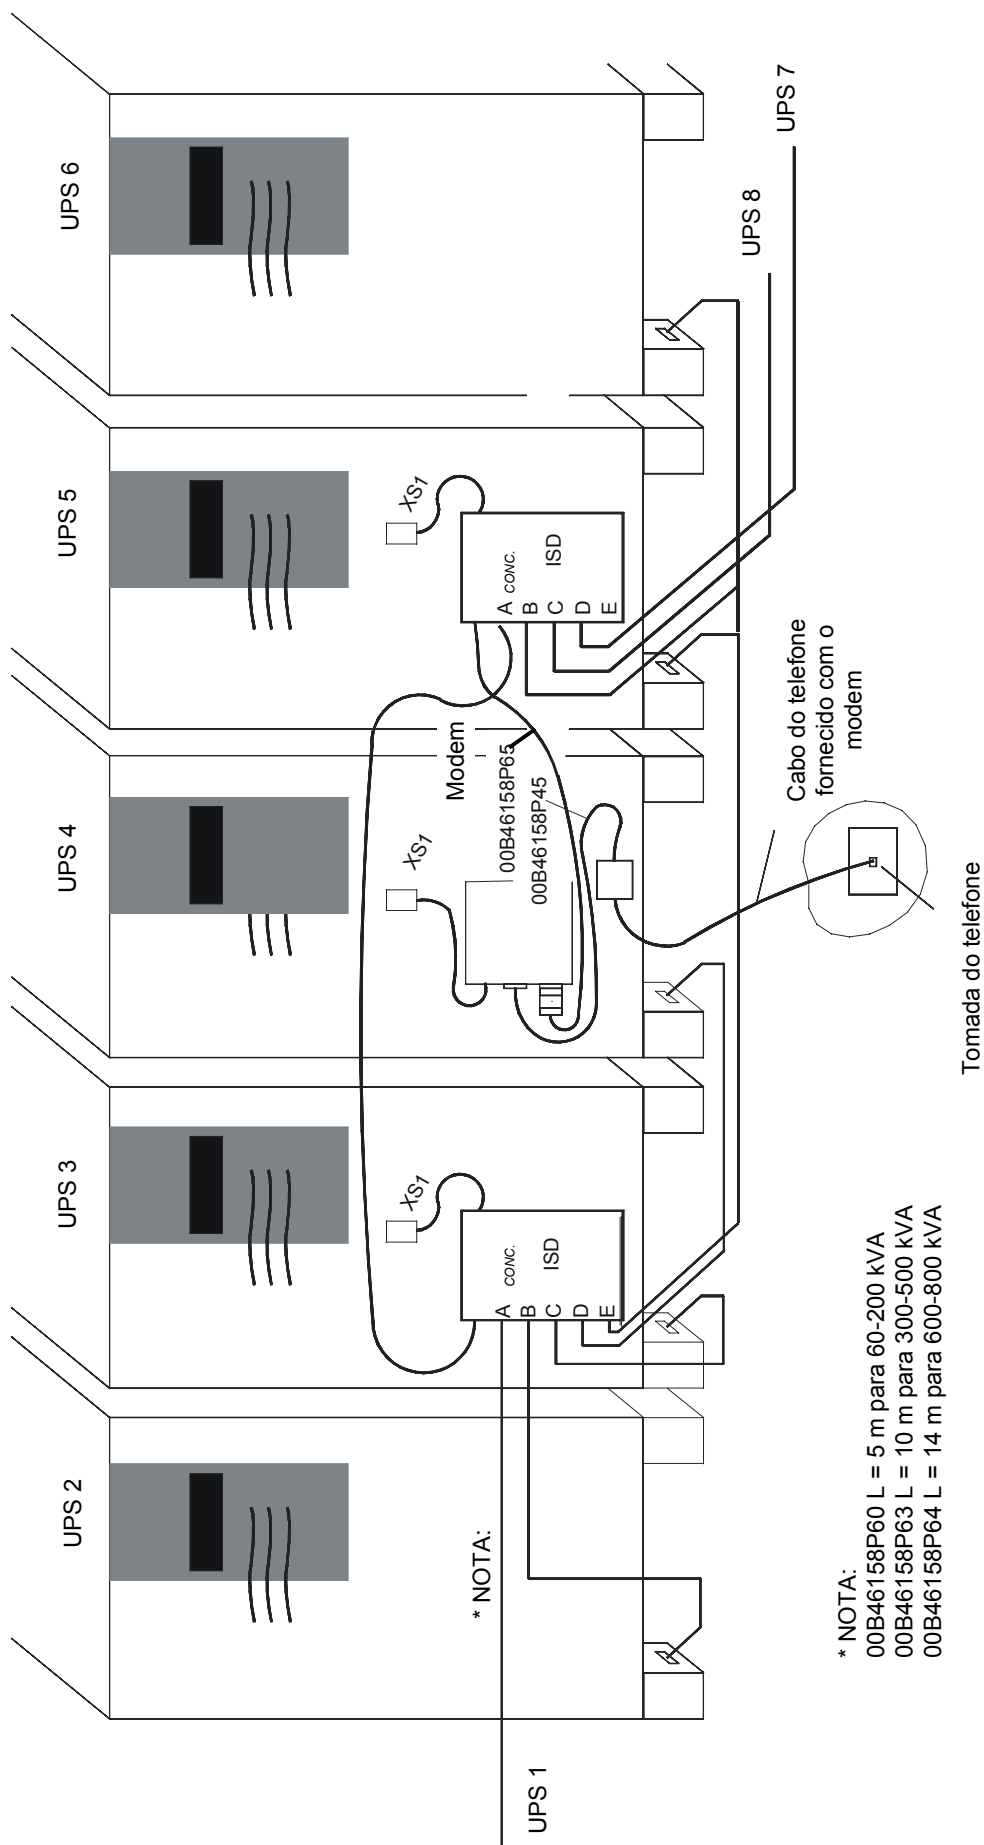 UPS 2
UPS 3
UPS 4
UPS 5
UPS 6
XS1
XS1
XS1
Modem
00B46158P65
00B46158P45
* NOTA:
UPS 1
A
CONC.
B
C
ISD
D
E
A
CONC.
B
C
ISD
D
E
UPS 8
UPS 7
Cabo do telefone
fornecido com o
modem
Tomada do telefone
* NOTA:
00B46158P60 L = 5 m para 60-200 kVA
00B46158P63 L = 10 m para 300-500 kVA
00B46158P64 L = 14 m para 600-800 kVA